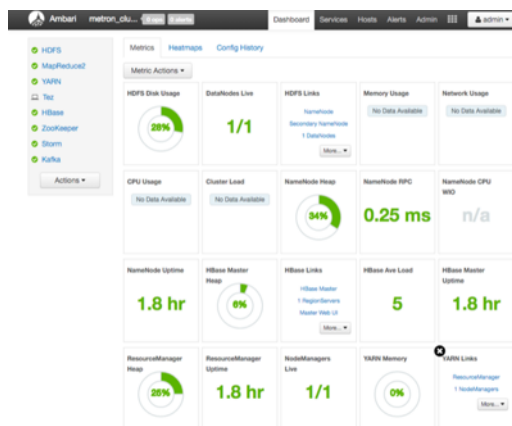 Ambari metron_clu... 0 ops 0 alerts Dashboard Services Hosts Alerts Admin admin
HDFS
MapReduce2
YARN
Tez
HBase
ZooKeeper
Storm
Kafka
Actions
Metrics Heatmaps Config History
Metric Actions
HDFS Disk Usage
28%
DataNodes Live
1/1
HDFS Links
NameNode
Secondary NameNode
1 DataNodes
More...
Memory Usage
No Data Available
Network Usage
No Data Available
CPU Usage
No Data Available
Cluster Load
No Data Available
NameNode Heap
34%
NameNode RPC
0.25 ms
NameNode CPU
WIO
n/a
NameNode Uptime
1.8 hr
HBase Master
Heap
6%
HBase Links
HBase Master
1 RegionServers
Master Web UI
More...
HBase Ave Load
5
HBase Master
Uptime
1.8 hr
ResourceManager
Heap
25%
ResourceManager
Uptime
1.8 hr
NodeManagers
Live
1/1
YARN Memory
0%
YARN Links
ResourceManager
1 NodeManagers
More...